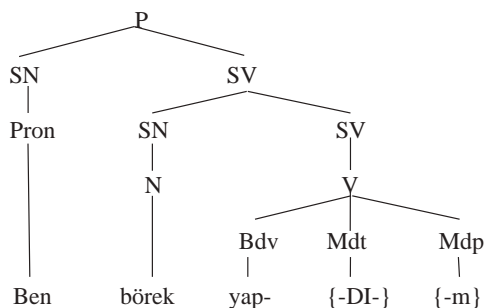 P
SN SV
Pron SN SV
N V
Bdv Mdt Mdp
Ben börek yap- {-DI-} {-m}